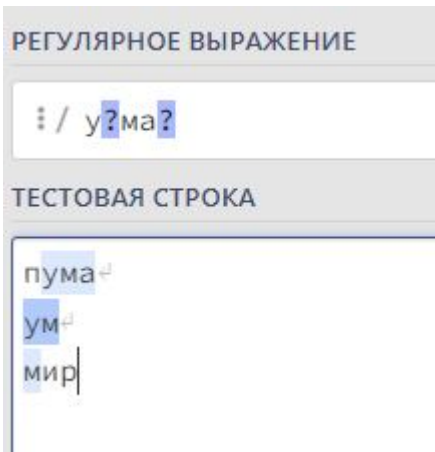 РЕГУЛЯРНОЕ ВЫРАЖЕНИЕ
⋮ / у?ма?
ТЕСТОВАЯ СТРОКА
пума↵
ум↵
мир